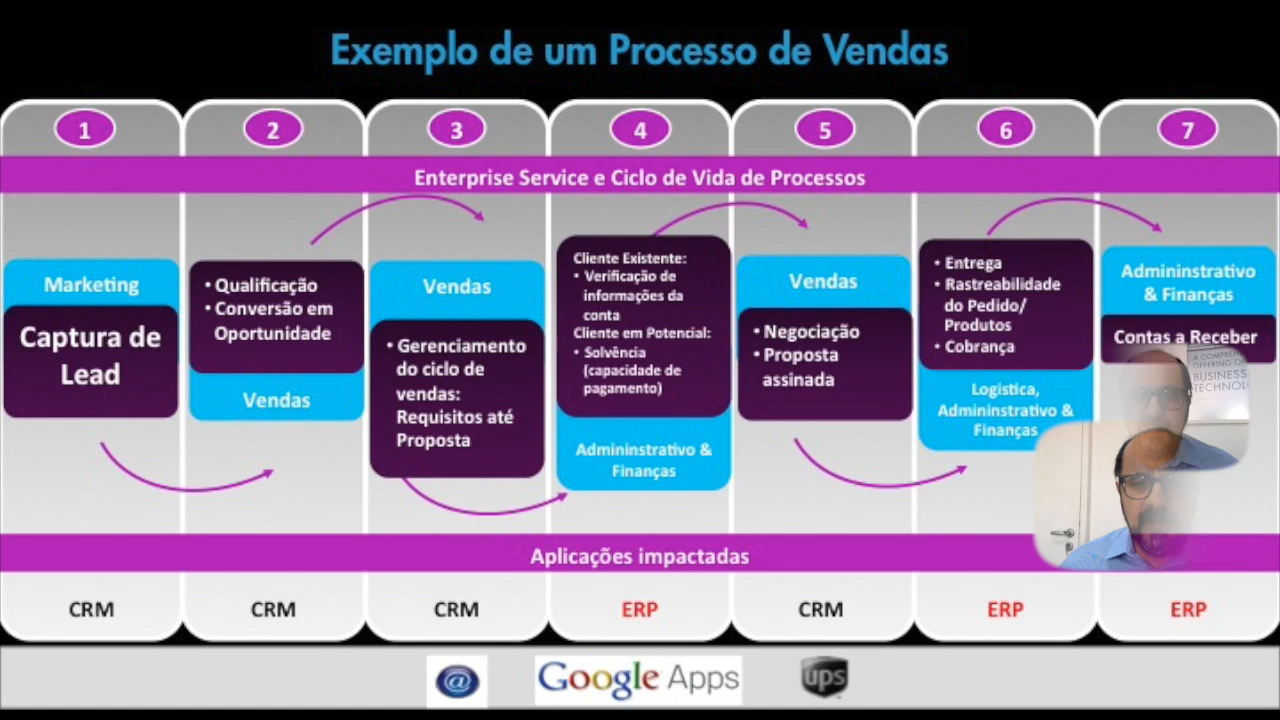 Exemplo de um Processo de Vendas
1
2
3
4
5
6
7
Enterprise Service e Ciclo de Vida de Processos
Marketing
Captura de
Lead
• Qualificação
• Conversão em
Oportunidade
Vendas
Vendas
• Gerenciamento
do ciclo de
vendas:
Requisitos até
Proposta
Cliente Existente:
• Verificação de
informações da
conta
Cliente em Potencial:
• Solvência
(capacidade de
pagamento)
Admininstrativo &
Finanças
Vendas
• Negociação
• Proposta
assinada
• Entrega
• Rastreabilidade
do Pedido/
Produtos
• Cobrança
Logistica,
Admininstrativo &
Finanças
Admininstrativo
& Finanças
Contas a Receber
BUSINESS
Aplicações impactadas
CRM
CRM
CRM
ERP
CRM
ERP
ERP
@
Google Apps
ups